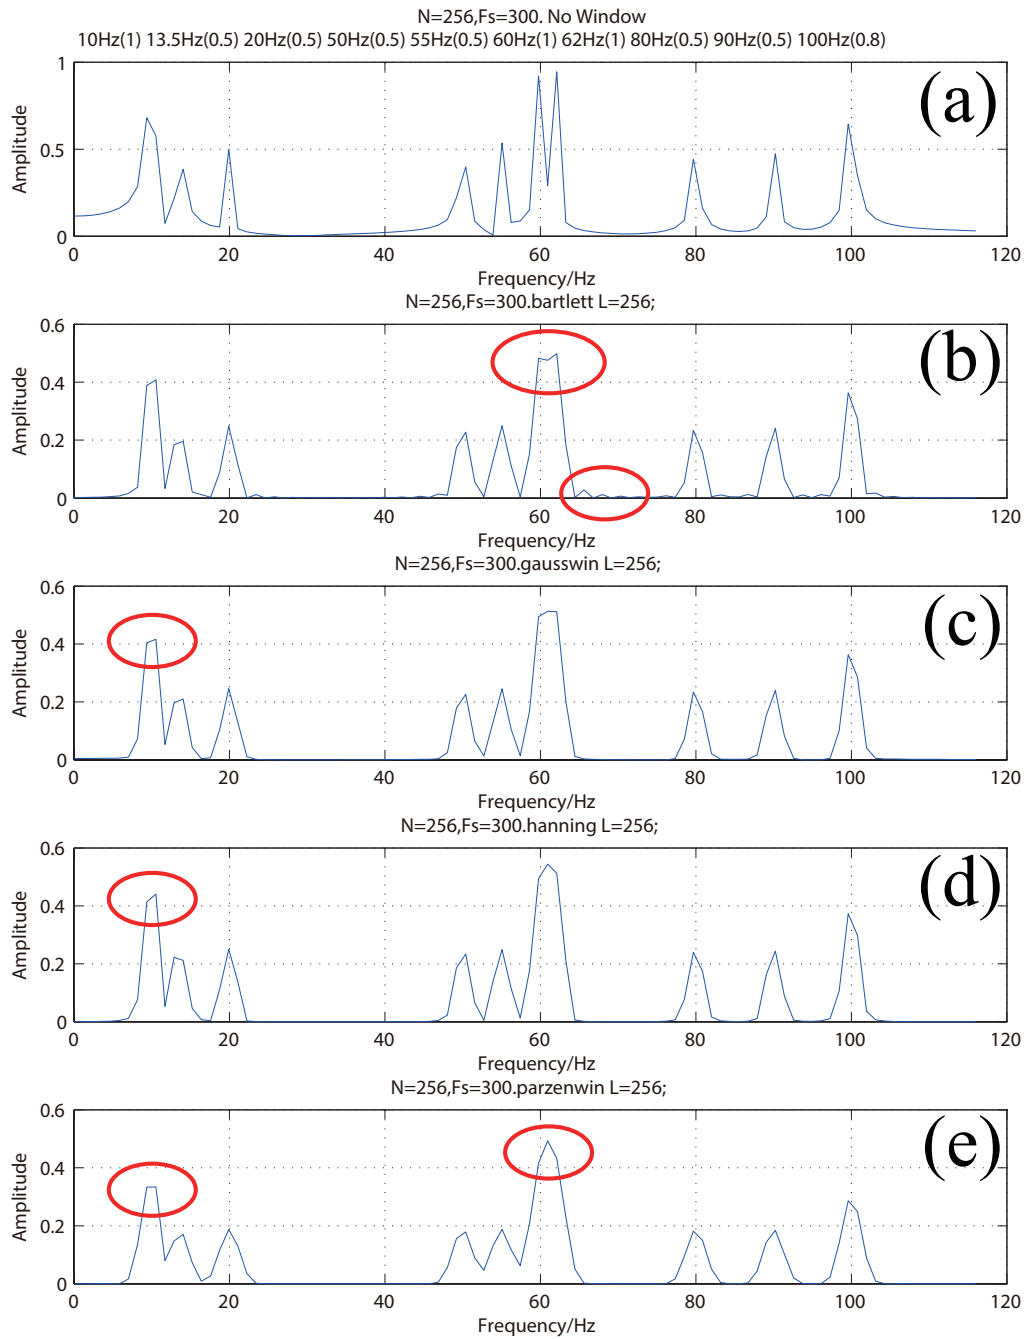 N=256,Fs=300. No Window
10Hz(1) 13.5Hz(0.5) 20Hz(0.5) 50Hz(0.5) 55Hz(0.5) 60Hz(1) 62Hz(1) 80Hz(0.5) 90Hz(0.5) 100Hz(0.8)
(a)
Amplitude
1
0.5
0
0 20 40 60 80 100 120
Frequency/Hz
N=256,Fs=300.bartlett L=256;
(b)
Amplitude
0.6
0.4
0.2
0
0 20 40 60 80 100 120
Frequency/Hz
N=256,Fs=300.gausswin L=256;
(c)
Amplitude
0.6
0.4
0.2
0
0 20 40 60 80 100 120
Frequency/Hz
N=256,Fs=300.hanning L=256;
(d)
Amplitude
0.6
0.4
0.2
0
0 20 40 60 80 100 120
Frequency/Hz
N=256,Fs=300.parzenwin L=256;
(e)
Amplitude
0.6
0.4
0.2
0
0 20 40 60 80 100 120
Frequency/Hz